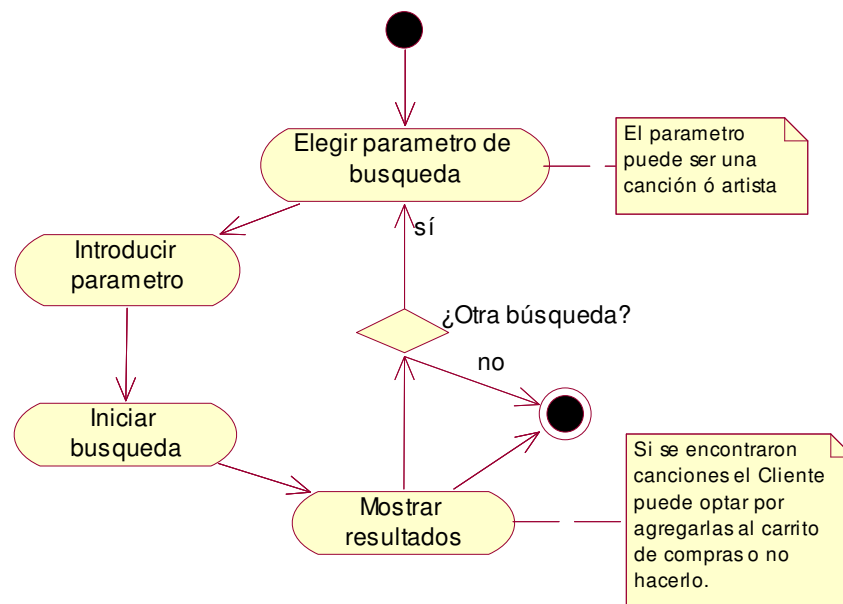 Elegir parametro de
busqueda
El parametro
puede ser una
canción ó artista
sí
Introducir
parametro
¿Otra búsqueda?
no
Iniciar
busqueda
Mostrar
resultados
Si se encontraron
canciones el Cliente
puede optar por
agregarlas al carrito
de compras o no
hacerlo.